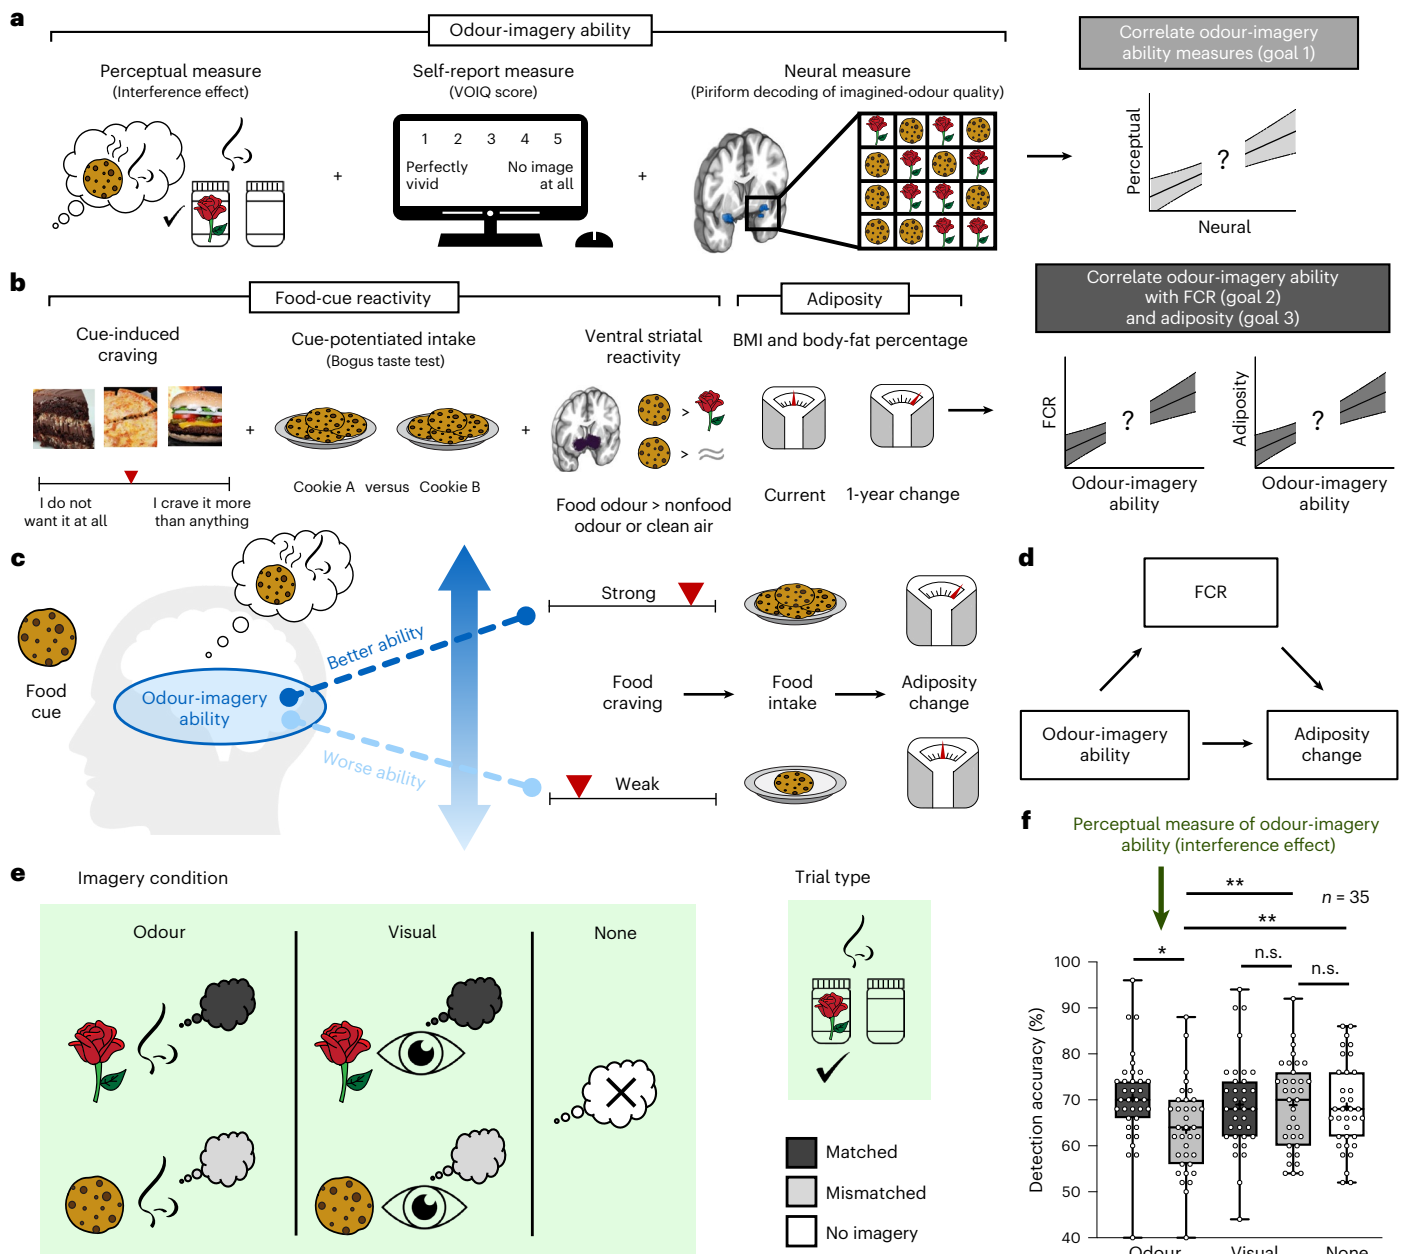 a
Odour-imagery ability
Perceptual measure
(Interference effect)
Self-report measure
(VOIQ score)
Neural measure
(Piriform decoding of imagined-odour quality)
1 2 3 4 5
Perfectly
vivid
No image
at all
+
+
Correlate odour-imagery
ability measures (goal 1)
Perceptual
?
Neural
b
Food-cue reactivity
Adiposity
Cue-induced
craving
Cue-potentiated intake
(Bogus taste test)
Ventral striatal
reactivity
BMI and body-fat percentage
+
+
>
>
I do not
want it at all
I crave it more
than anything
Cookie A versus Cookie B
Food odour > nonfood
odour or clean air
Current
1-year change
Correlate odour-imagery ability
with FCR (goal 2)
and adiposity (goal 3)
FCR
?
Odour-imagery
ability
Adiposity
?
Odour-imagery
ability
c
Food
cue
Odour-imagery
ability
Better ability
Worse ability
Strong
Food
craving
Food
intake
Adiposity
change
Weak
d
FCR
Odour-imagery
ability
Adiposity
change
e
Imagery condition
Odour
Visual
None
Trial type
Matched
Mismatched
No imagery
f
Perceptual measure of odour-imagery
ability (interference effect)
**
n = 35
**
*
n.s.
n.s.
Detection accuracy (%)
100
90
80
70
60
50
40
Odour
Visual
None